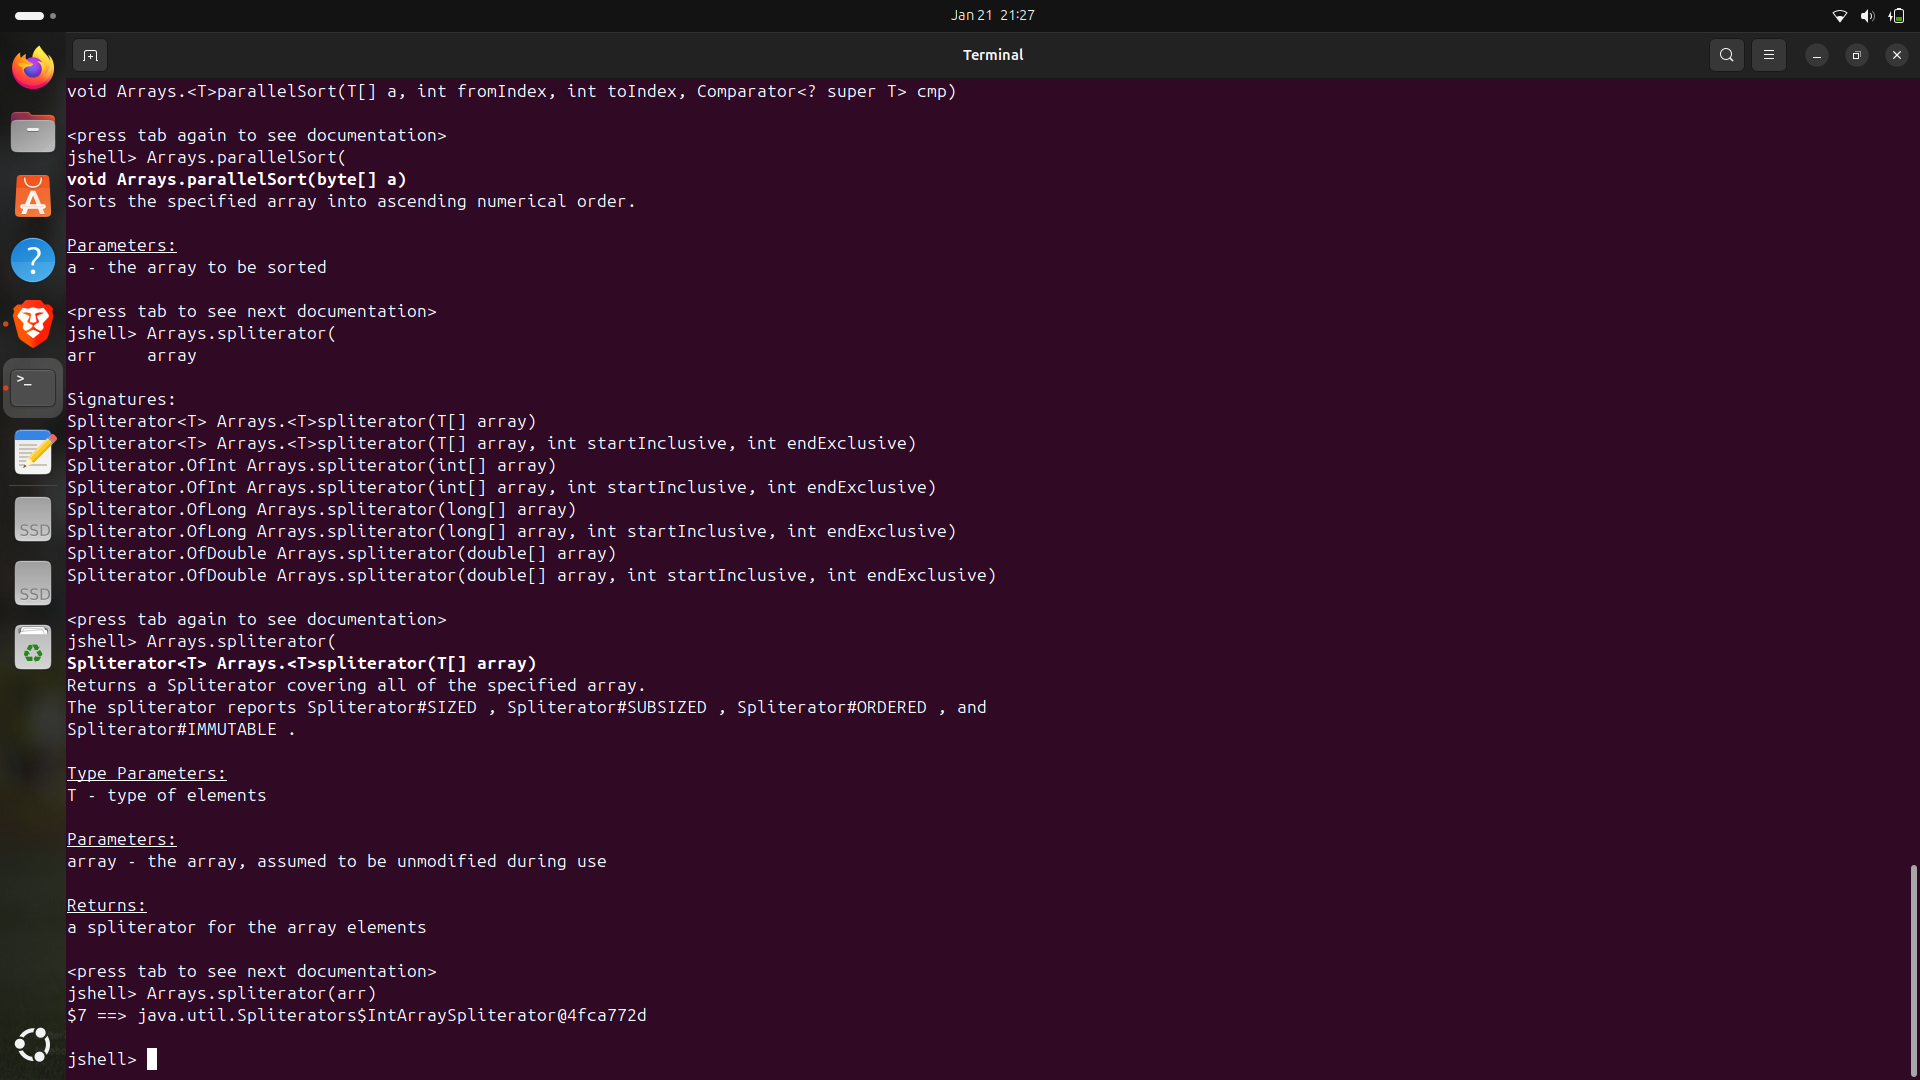 Jan 21 21:27
Terminal
void Arrays.<T>parallelSort(T[] a, int fromIndex, int toIndex, Comparator<? super T> cmp)
<press tab again to see documentation>
jshell> Arrays.parallelSort(
void Arrays.parallelSort(byte[] a)
Sorts the specified array into ascending numerical order.
Parameters:
a - the array to be sorted
<press tab to see next documentation>
jshell> Arrays.spliterator(
arr     array
Signatures:
Spliterator<T> Arrays.<T>spliterator(T[] array)
Spliterator<T> Arrays.<T>spliterator(T[] array, int startInclusive, int endExclusive)
Spliterator.OfInt Arrays.spliterator(int[] array)
Spliterator.OfInt Arrays.spliterator(int[] array, int startInclusive, int endExclusive)
Spliterator.OfLong Arrays.spliterator(long[] array)
Spliterator.OfLong Arrays.spliterator(long[] array, int startInclusive, int endExclusive)
Spliterator.OfDouble Arrays.spliterator(double[] array)
Spliterator.OfDouble Arrays.spliterator(double[] array, int startInclusive, int endExclusive)
<press tab again to see documentation>
jshell> Arrays.spliterator(
Spliterator<T> Arrays.<T>spliterator(T[] array)
Returns a Spliterator covering all of the specified array.
The spliterator reports Spliterator#SIZED , Spliterator#SUBSIZED , Spliterator#ORDERED , and
Spliterator#IMMUTABLE .
Type Parameters:
T - type of elements
Parameters:
array - the array, assumed to be unmodified during use
Returns:
a spliterator for the array elements
<press tab to see next documentation>
jshell> Arrays.spliterator(arr)
$7 ==> java.util.Spliterators$IntArraySpliterator@4fca772d
jshell>
SSD
SSD